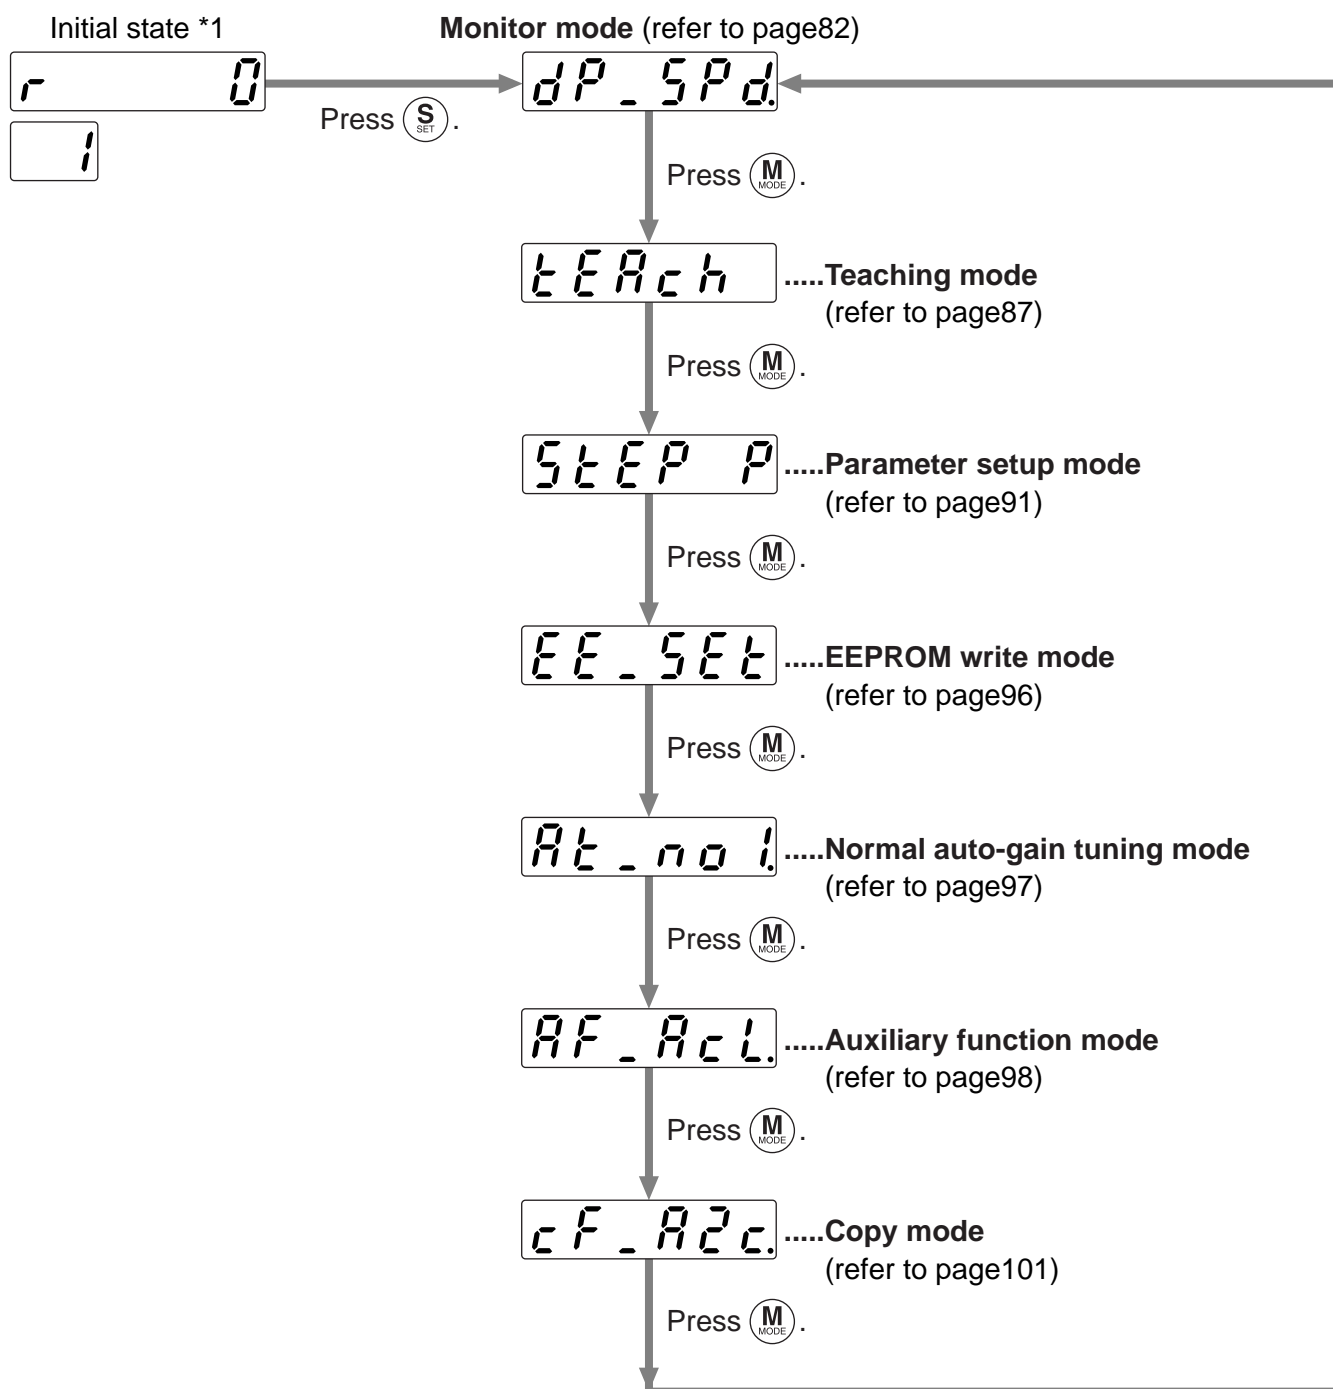 Initial state *1
Monitor mode (refer to page82)
r 0
dP_SPd.
Press S SET .
1
Press M MODE .
tEAch .....Teaching mode
(refer to page87)
Press M MODE .
StEP P .....Parameter setup mode
(refer to page91)
Press M MODE .
EE_SEt .....EEPROM write mode
(refer to page96)
Press M MODE .
At_no1. .....Normal auto-gain tuning mode
(refer to page97)
Press M MODE .
AF_AcL. .....Auxiliary function mode
(refer to page98)
Press M MODE .
cF_A2c. .....Copy mode
(refer to page101)
Press M MODE .